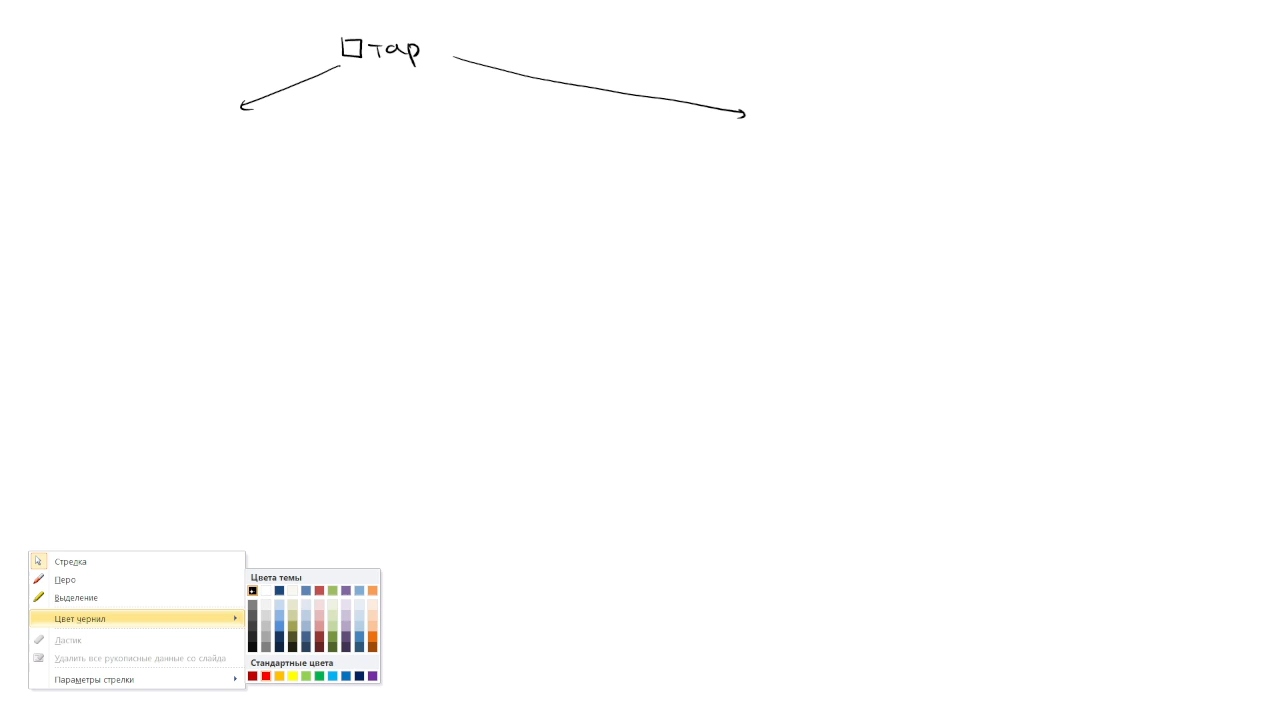 □тар
Стрелка
Перо
Выделение
Цвет чернил
Ластик
Удалить все рукописные данные со слайда
Параметры стрелки
Цвета темы
Стандартные цвета